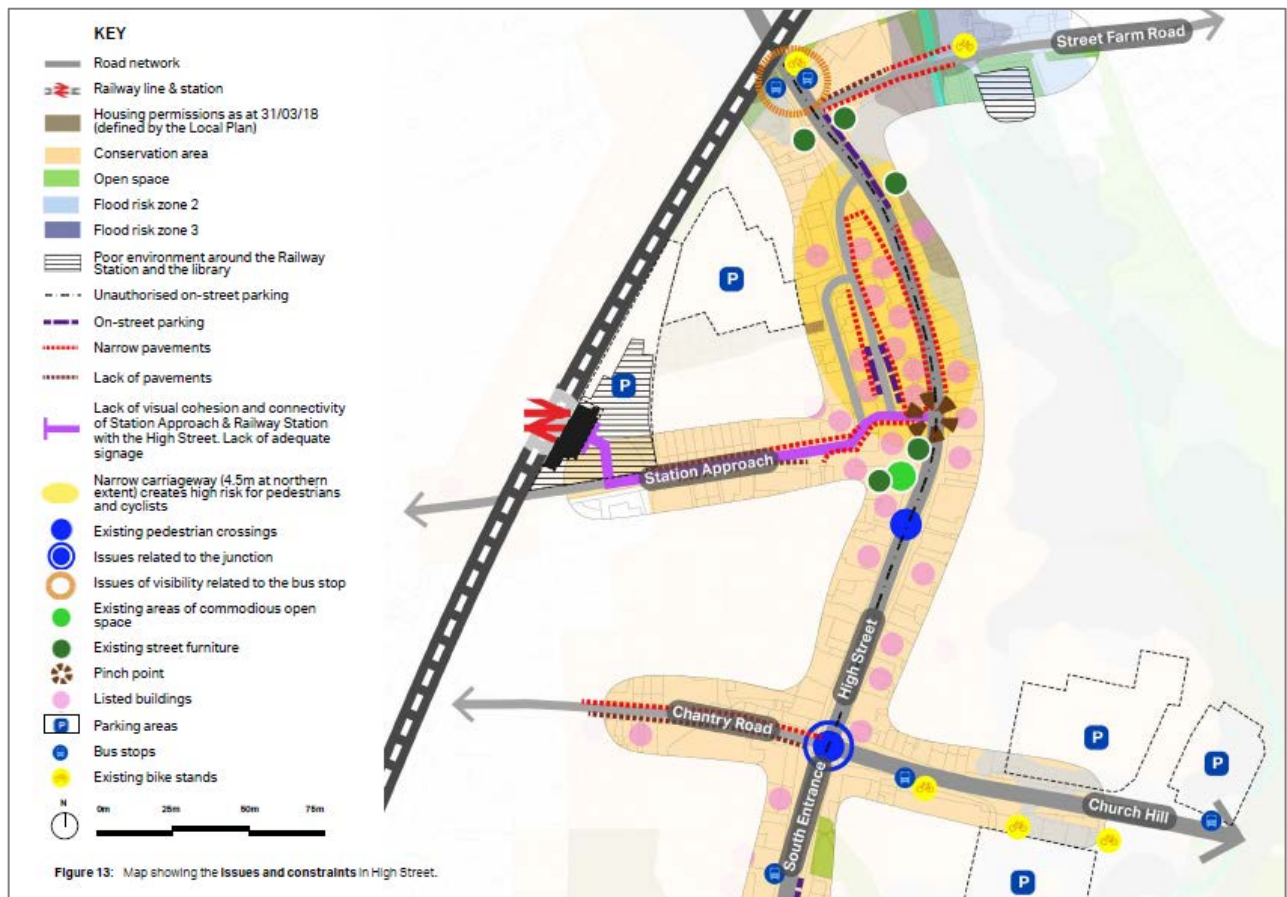 KEY
Road network
Railway line & station
Housing permissions as at 31/03/18
(defined by the Local Plan)
Conservation area
Open space
Flood risk zone 2
Flood risk zone 3
Poor environment around the Railway
Station and the library
Unauthorised on-street parking
On-street parking
Narrow pavements
Lack of pavements
Lack of visual cohesion and connectivity
of Station Approach & Railway Station
with the High Street. Lack of adequate
signage
Narrow carriageway (4.5m at northern
extent) creates high risk for pedestrians
and cyclists
Existing pedestrian crossings
Issues related to the junction
Issues of visibility related to the bus stop
Existing areas of commodious open
space
Existing street furniture
Pinch point
Listed buildings
P Parking areas
Bus stops
Existing bike stands
N
0m 25m 50m 75m
Figure 13: Map showing the issues and constraints in High Street.
Street Farm Road
P
P
Station Approach
High Street
Chantry Road
South Entrance
Church Hill
P
P
P